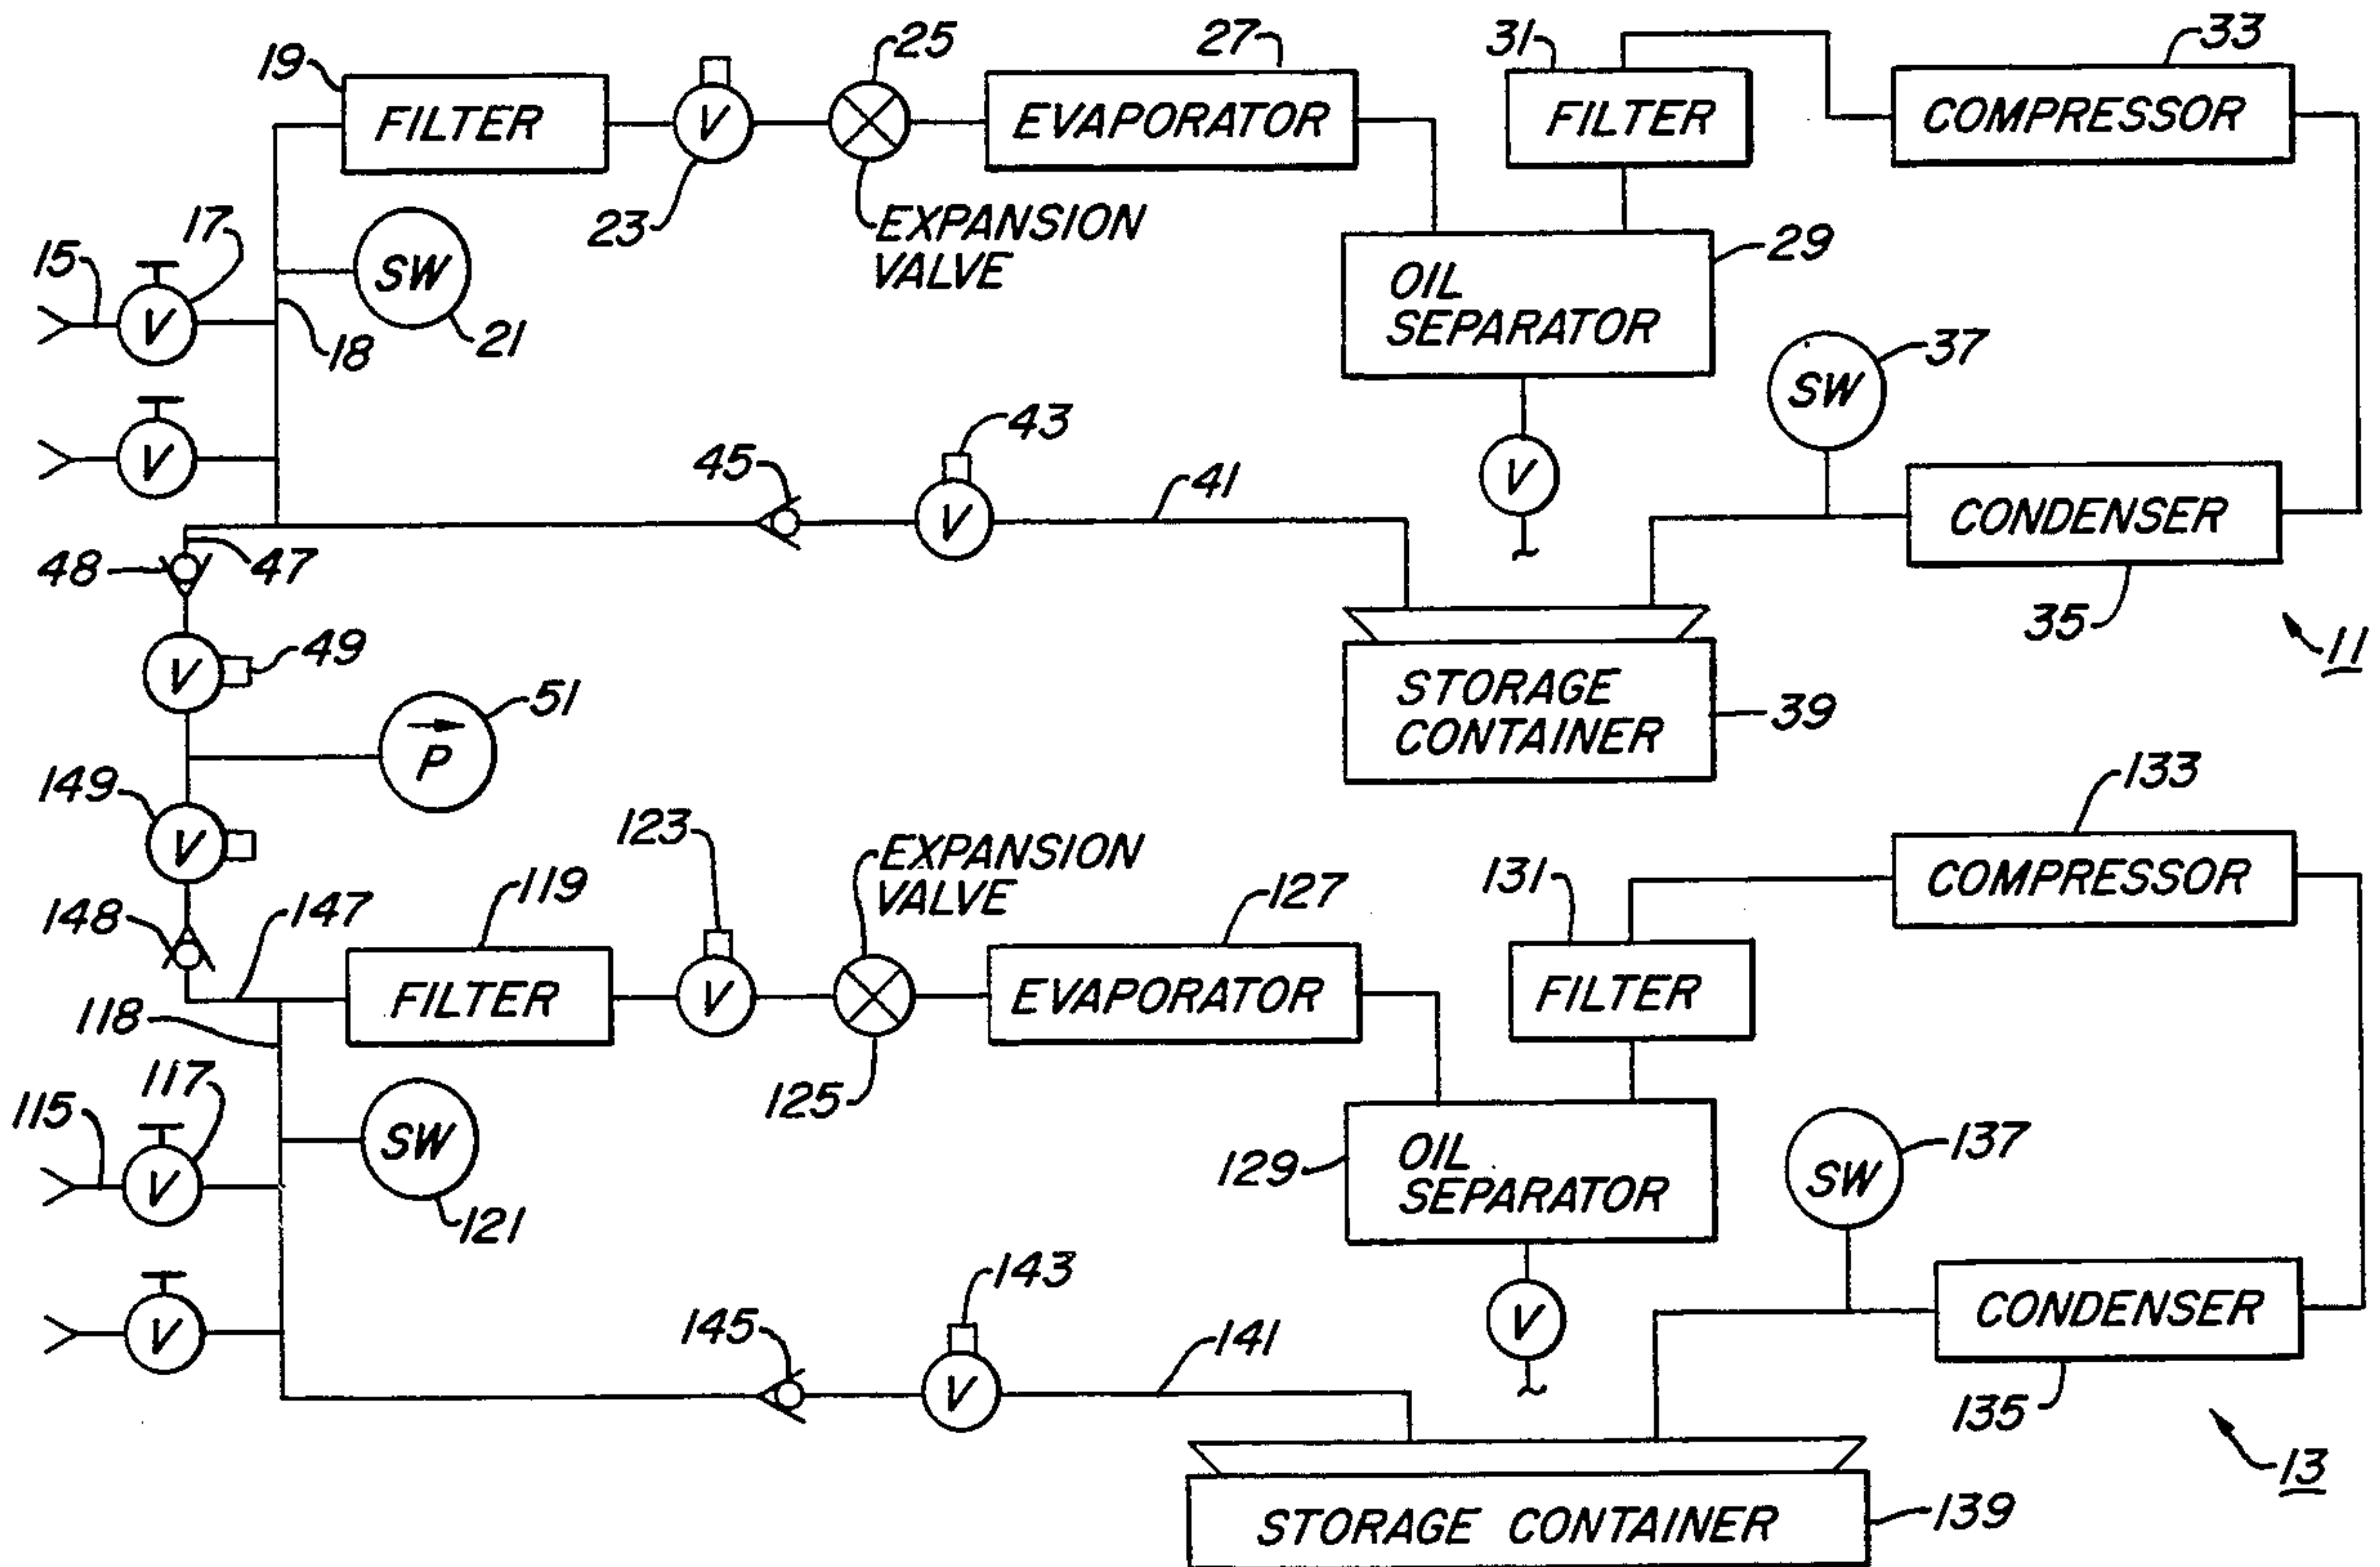 19
FILTER
V
23
25
EXPANSION
VALVE
27
EVAPORATOR
31
FILTER
33
COMPRESSOR
15
17
V
18
SW
21
OIL
SEPARATOR
29
V
SW
37
V
45
43
V
41
CONDENSER
35
11
48
47
V
49
STORAGE
CONTAINER
39
P
51
149
V
148
147
118
119
FILTER
123
V
EXPANSION
VALVE
125
127
EVAPORATOR
131
FILTER
133
COMPRESSOR
115
117
V
SW
121
129
OIL
SEPARATOR
V
SW
137
V
145
143
V
141
CONDENSER
135
13
STORAGE CONTAINER
139